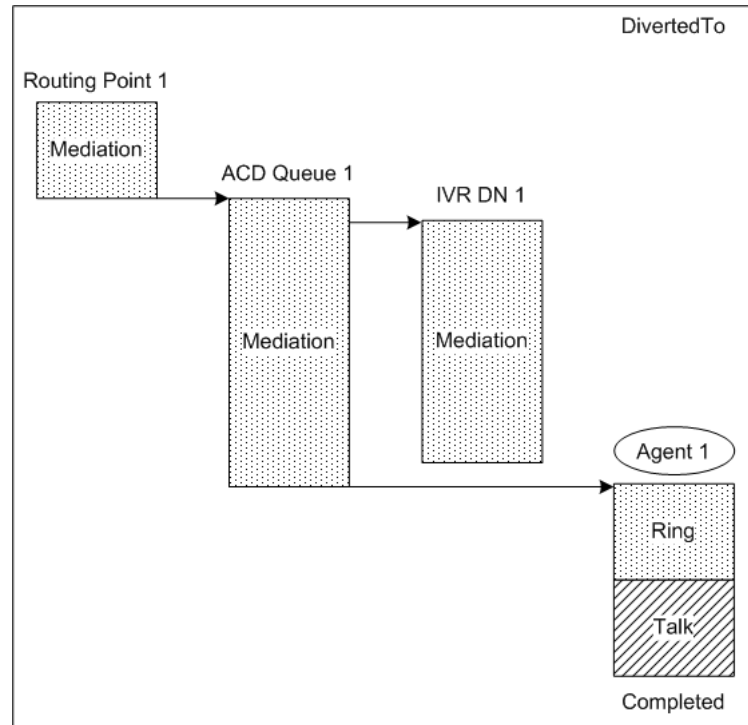 DivertedTo
Routing Point 1
Mediation
ACD Queue 1
Mediation
IVR DN 1
Mediation
Agent 1
Ring
Talk
Completed